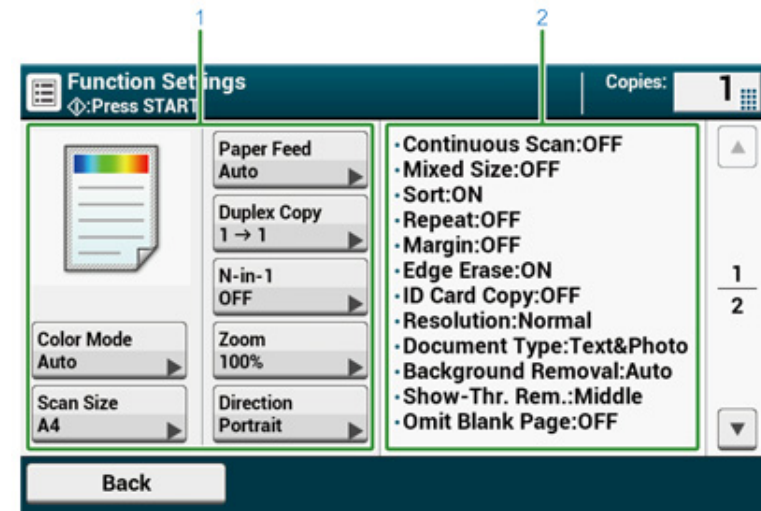 1
2
Function Settings
:Press START
Copies:
1
Paper Feed
Auto
Duplex Copy
1 → 1
N-in-1
OFF
Color Mode
Auto
Zoom
100%
Scan Size
A4
Direction
Portrait
·Continuous Scan:OFF
·Mixed Size:OFF
·Sort:ON
·Repeat:OFF
·Margin:OFF
·Edge Erase:ON
·ID Card Copy:OFF
·Resolution:Normal
·Document Type:Text&Photo
·Background Removal:Auto
·Show-Thr. Rem.:Middle
·Omit Blank Page:OFF
1
2
Back